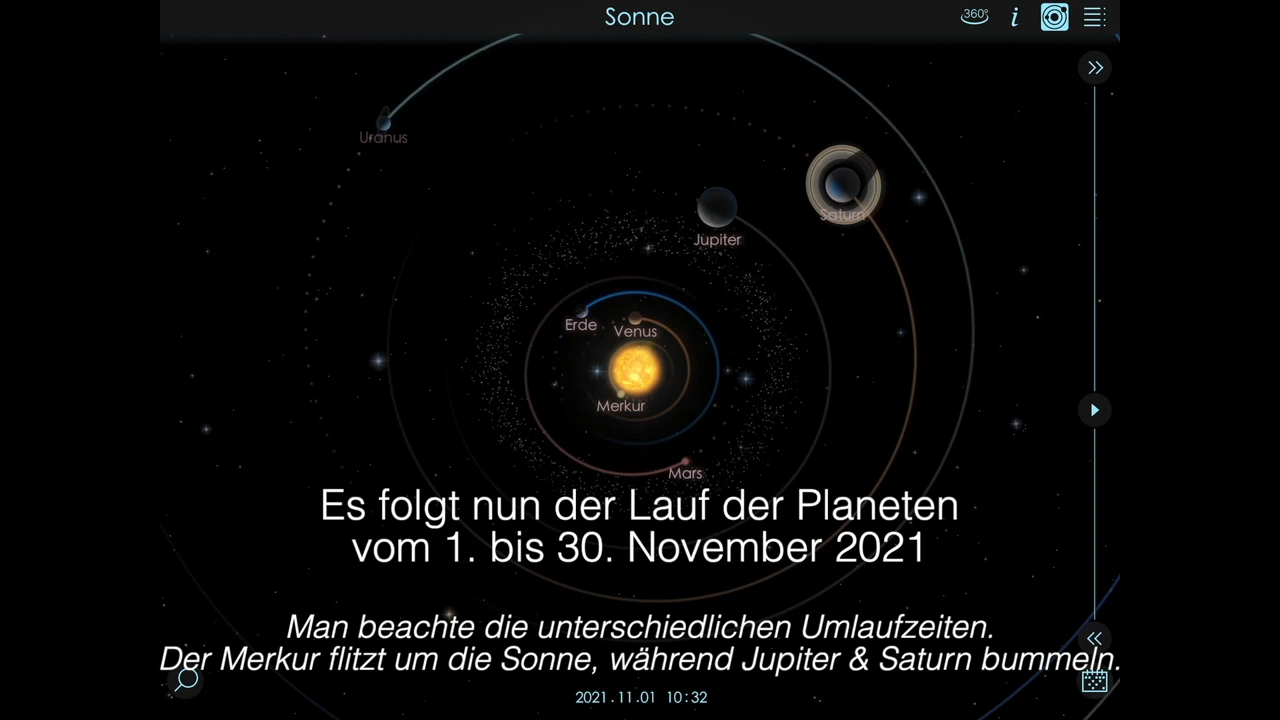 Sonne
360°
i
Uranus
Saturn
Jupiter
Erde
Venus
Merkur
Mars
Es folgt nun der Lauf der Planeten
vom 1. bis 30. November 2021
Man beachte die unterschiedlichen Umlaufzeiten.
Der Merkur flitzt um die Sonne, während Jupiter & Saturn bummeln.
2021.11.01 10:32